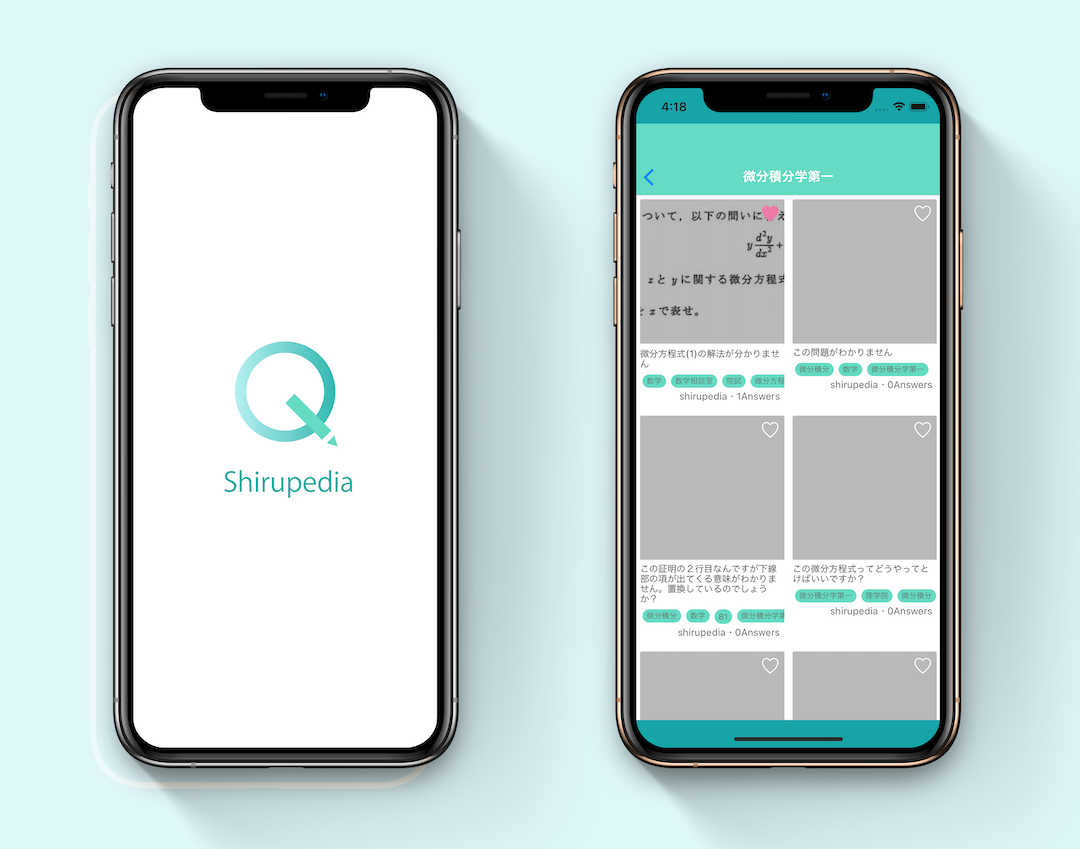 Shirupedia
4:18
微分積分学第一
ついて，以下の問いに
え
y d²y/dx² +
x と y に関する微分方程式
x で表せ。
微分方程式(1)の解法が分かりませ
ん
数学 数学相談室 院試 微分方程
shirupedia・1Answers
この問題がわかりません
微分積分 数学 微分積分学第一
shirupedia・0Answers
この証明の２行目なんですが下線
部の項が出てくる意味がわかりま
せん。置換しているのでしょう
か？
微分積分 数学 B1 微分積分学第
shirupedia・0Answers
この微分方程式ってどうやってと
けばいいですか？
微分積分学第一 理学院 微分積分
shirupedia・0Answers